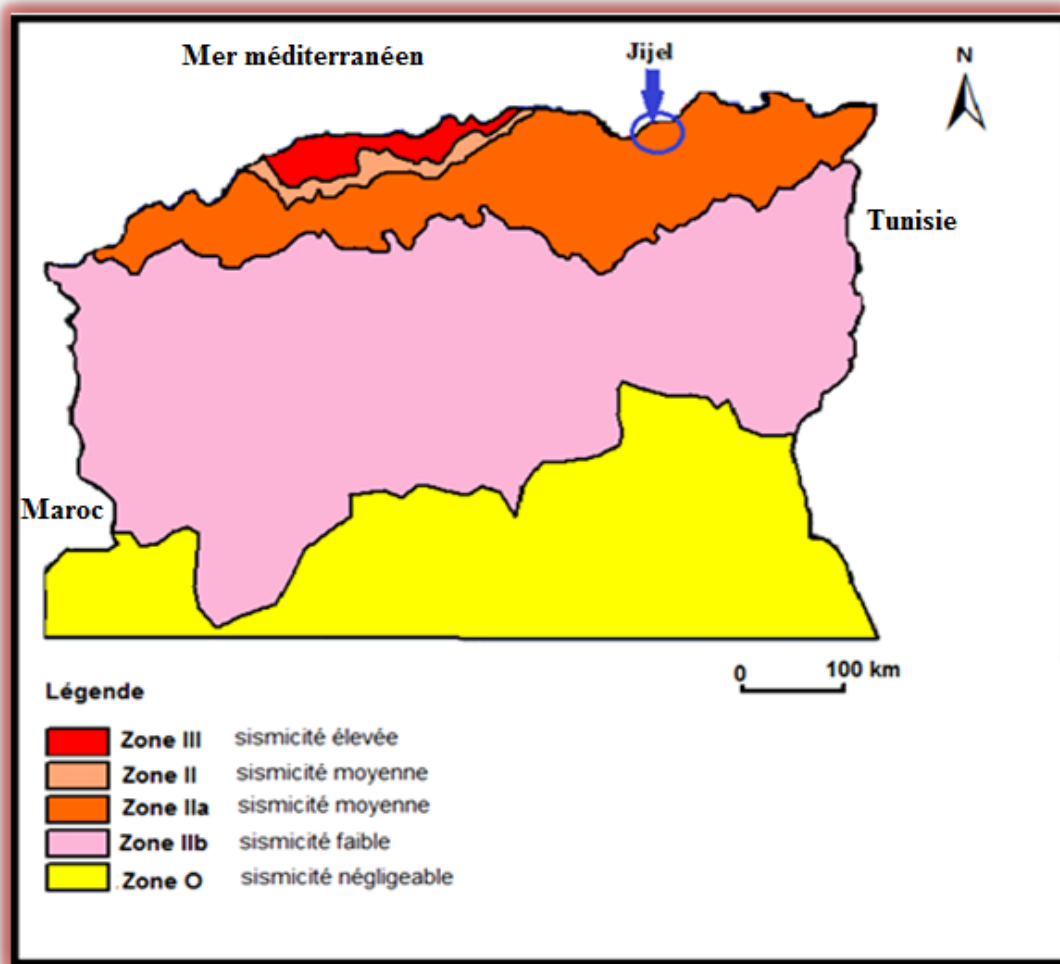 Mer méditerranéen
Jijel
N
Tunisie
Maroc
0 100 km
Légende
Zone III sismicité élevée
Zone II sismicité moyenne
Zone IIa sismicité moyenne
Zone IIb sismicité faible
Zone O sismicité négligeable